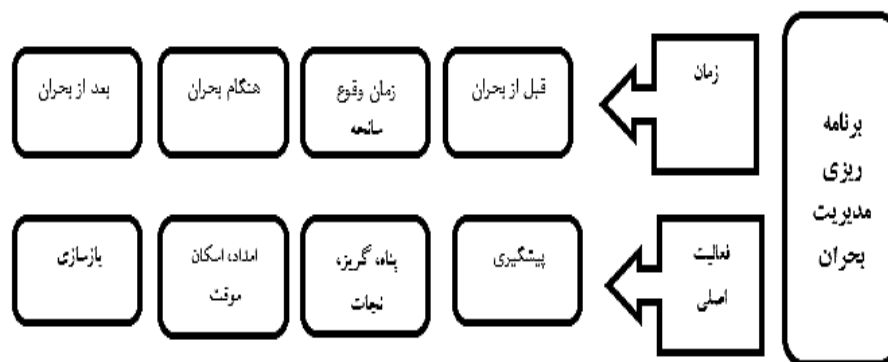 برنامه
ریزی
مدیریت
بحران
زمان
قبل از بحران
زمان وقوع
سانحه
هنگام بحران
بعد از بحران
فعالیت
اصلی
پیشگیری
پناه، گریز،
نجات
امداد، اسکان
موقت
بازسازی